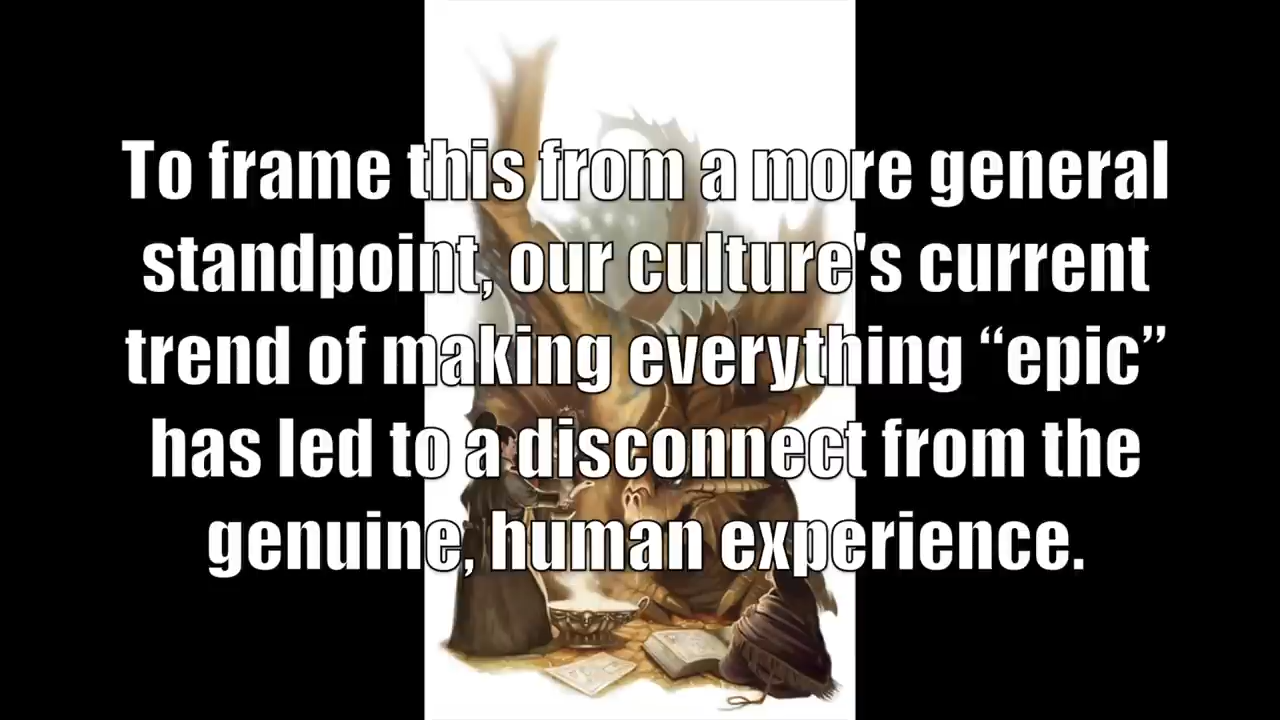 To frame this from a more general
standpoint, our culture's current
trend of making everything “epic”
has led to a disconnect from the
genuine, human experience.